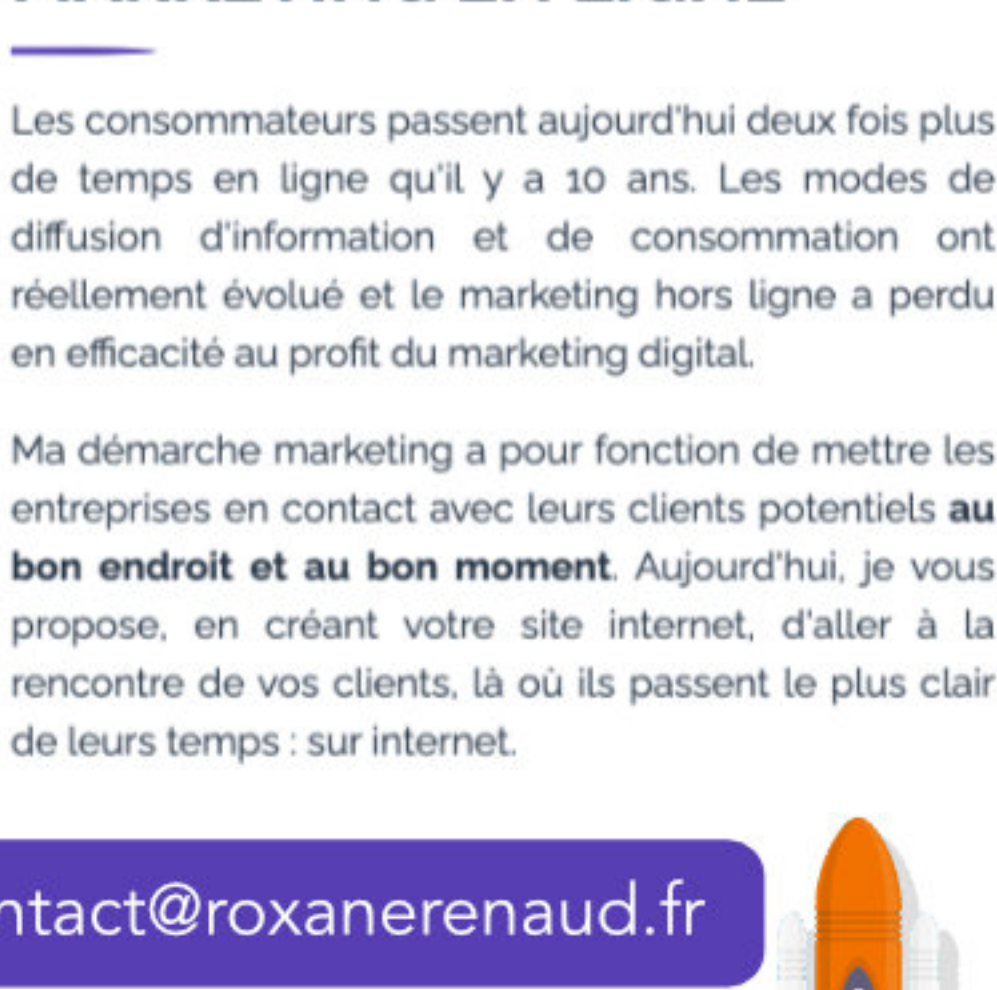 Les consommateurs passent aujourd'hui deux fois plus
de temps en ligne qu'il y a 10 ans. Les modes de
diffusion d'information et de consommation ont
réellement évolué et le marketing hors ligne a perdu
en efficacité au profit du marketing digital.
Ma démarche marketing a pour fonction de mettre les
entreprises en contact avec leurs clients potentiels au
bon endroit et au bon moment. Aujourd'hui, je vous
propose, en créant votre site internet, d'aller à la
rencontre de vos clients, là où ils passent le plus clair
de leurs temps : sur internet.
ntact@roxanerenaud.fr